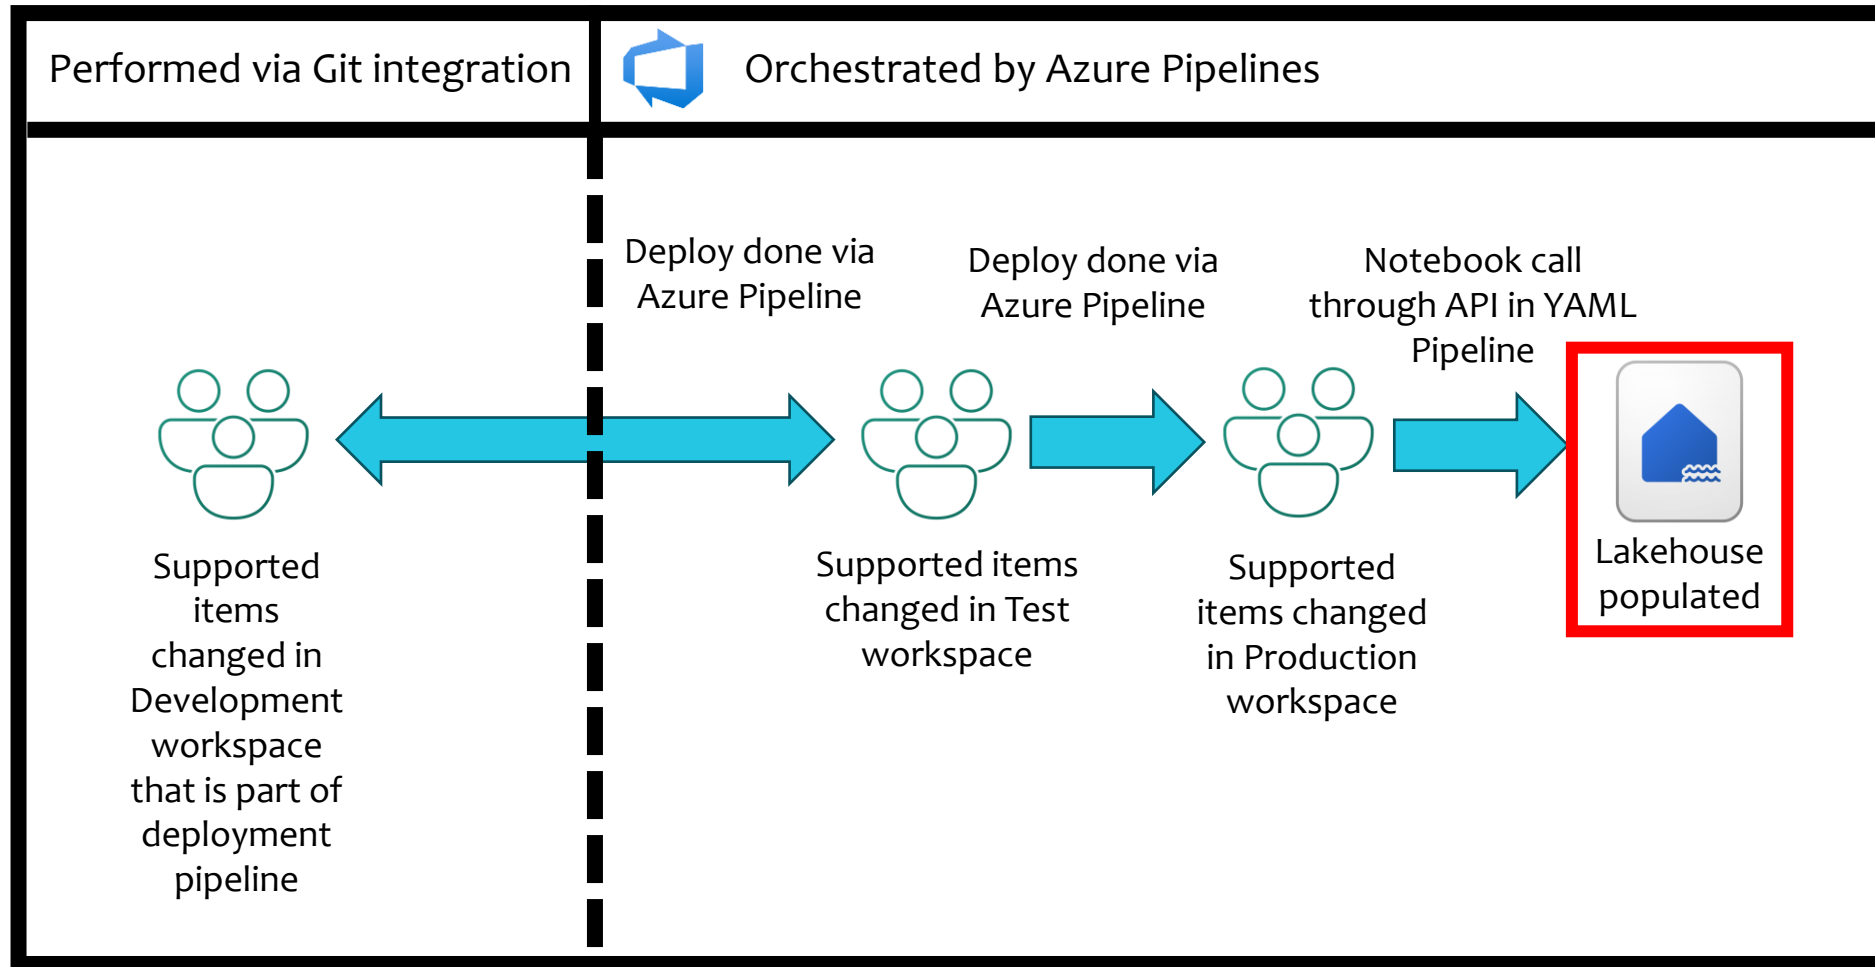 Performed via Git integration
Orchestrated by Azure Pipelines
Deploy done via
Azure Pipeline
Deploy done via
Azure Pipeline
Notebook call
through API in YAML
Pipeline
Supported
items
changed in
Development
workspace
that is part of
deployment
pipeline
Supported items
changed in Test
workspace
Supported
items changed
in Production
workspace
Lakehouse
populated